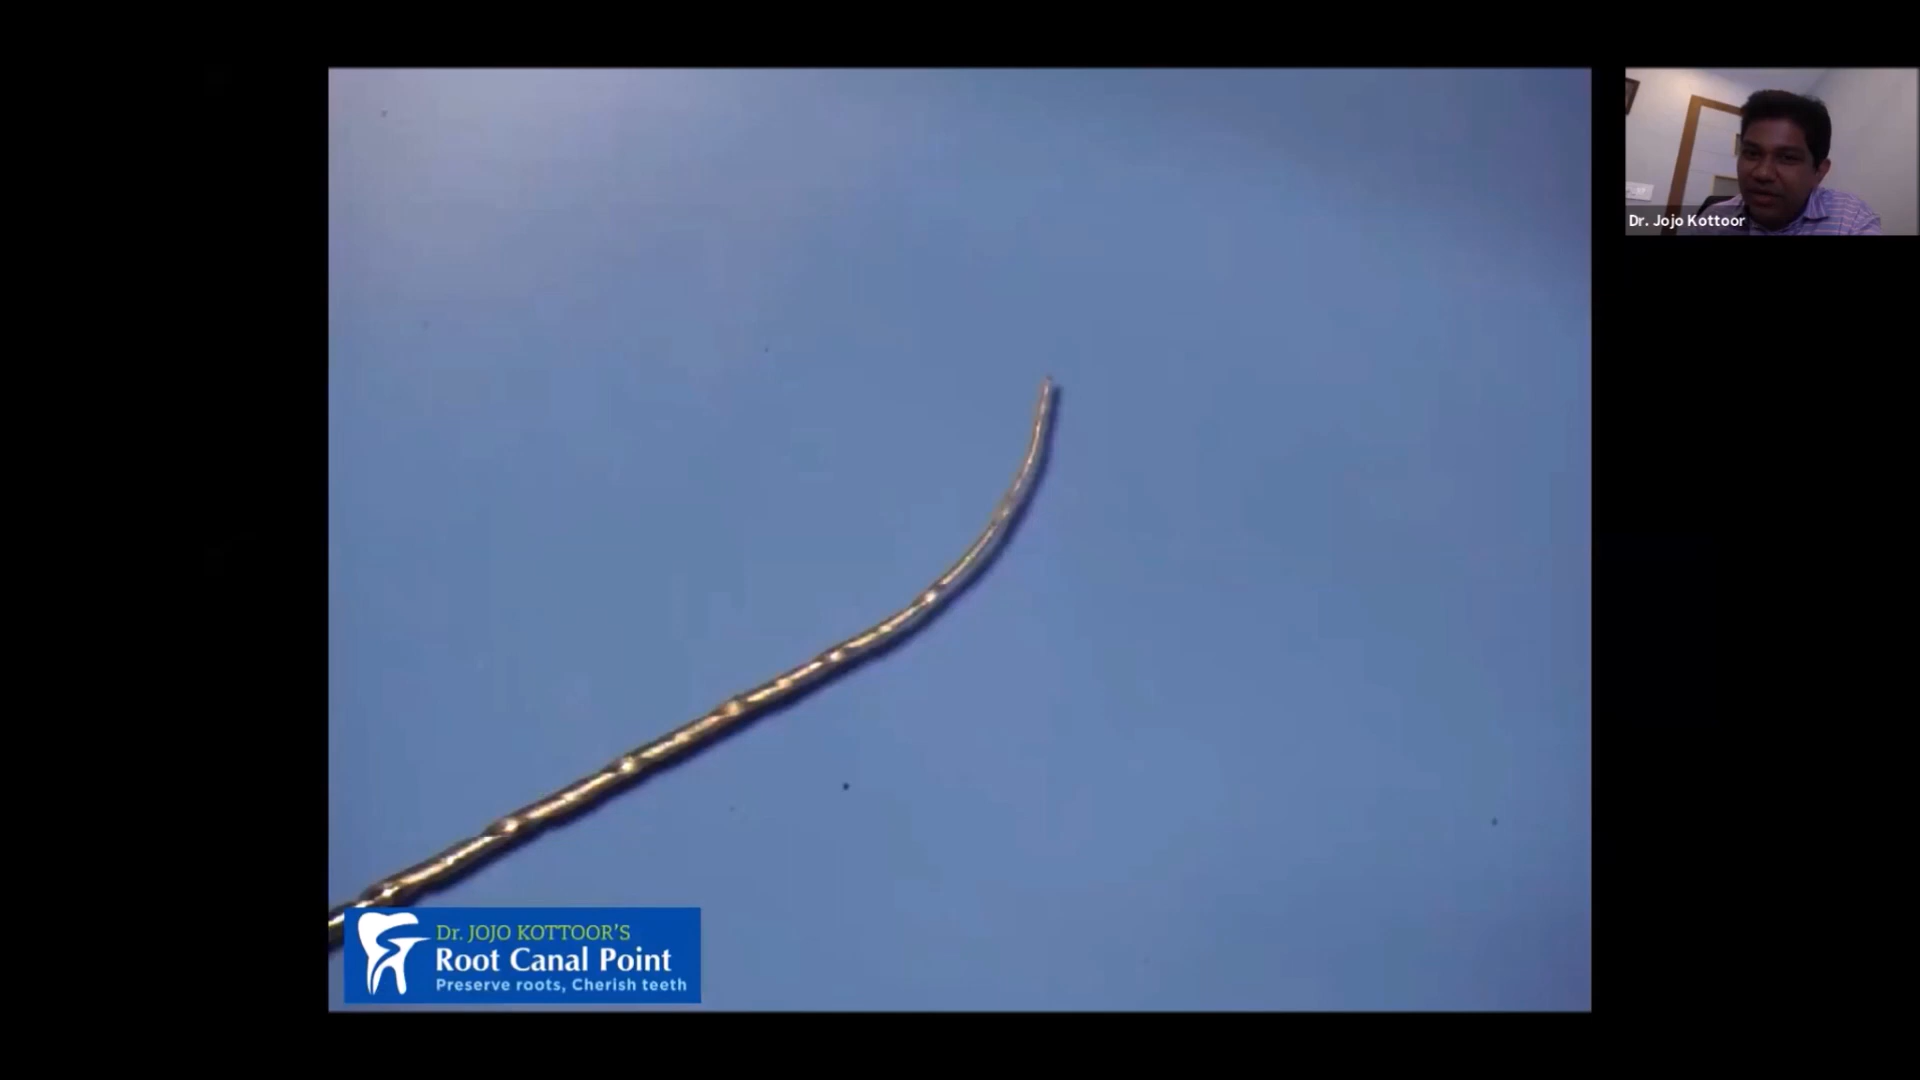 Dr. Jojo Kottoor
Dr. JOJO KOTTOOR'S
Root Canal Point
Preserve roots, Cherish teeth